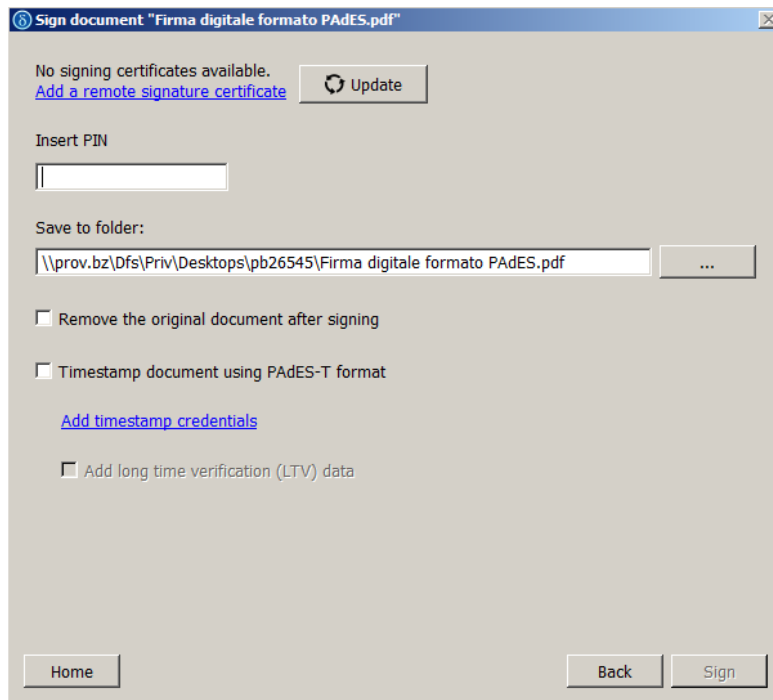 Sign document "Firma digitale formato PAdES.pdf"
No signing certificates available.
Add a remote signature certificate
Update
Insert PIN
Save to folder:
\\prov.bz\Dfs\Priv\Desktops\pb26545\Firma digitale formato PAdES.pdf
...
Remove the original document after signing
Timestamp document using PAdES-T format
Add timestamp credentials
Add long time verification (LTV) data
Home
Back
Sign